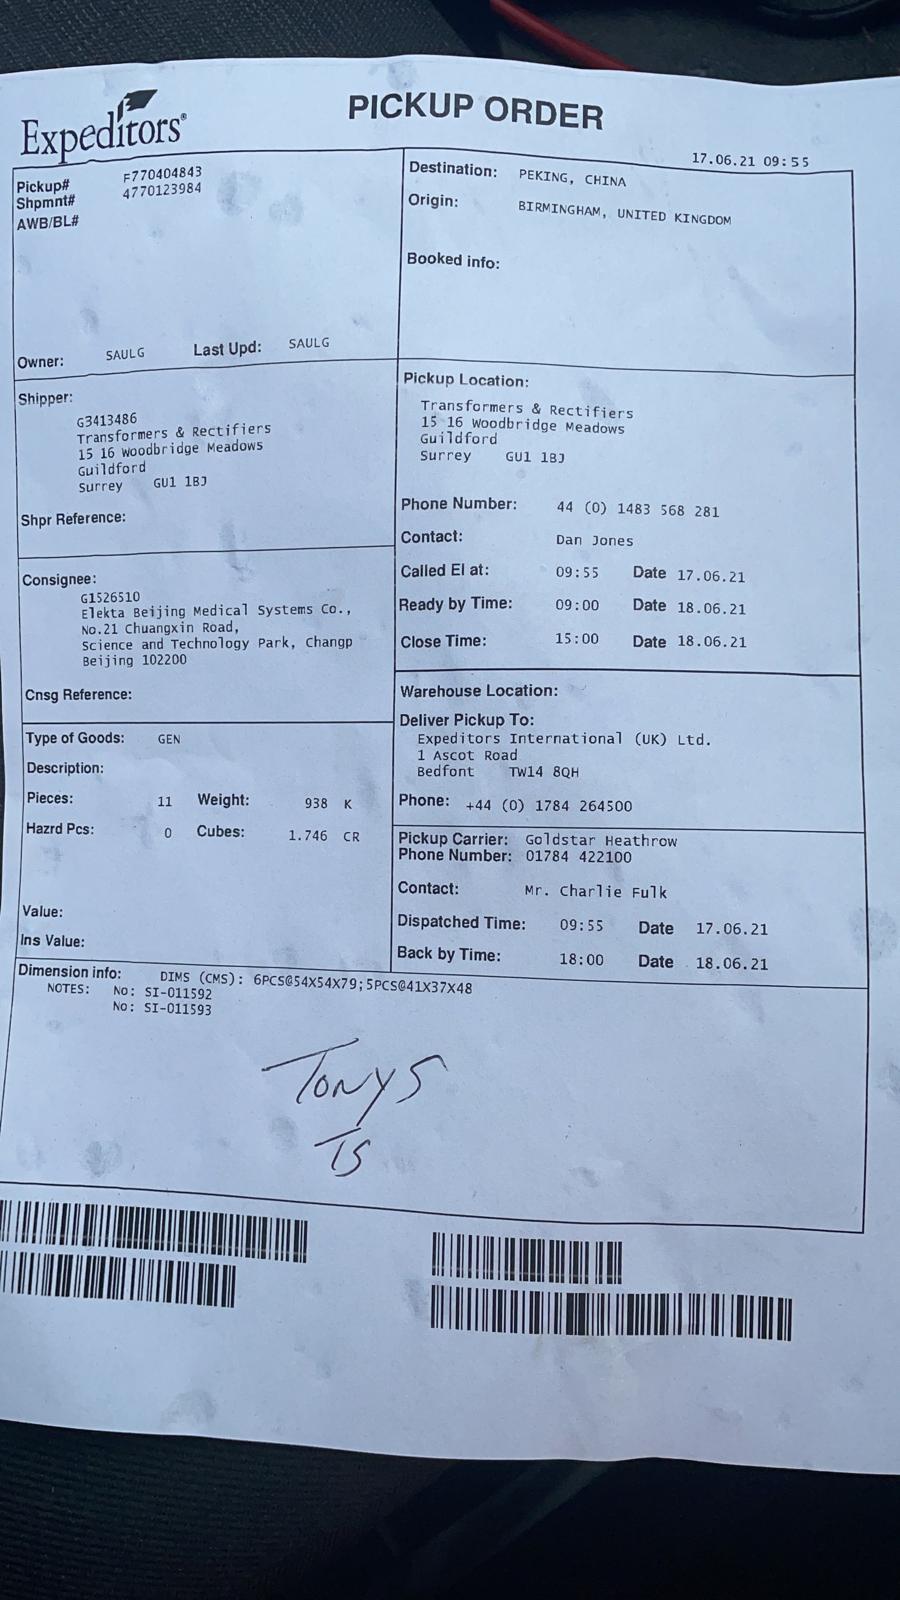 Expeditors®
PICKUP ORDER
17.06.21 09:55
Pickup# F770404843
Shpmnt# 4770123984
AWB/BL#
Owner: SAULG Last Upd: SAULG
Destination: PEKING, CHINA
Origin: BIRMINGHAM, UNITED KINGDOM
Booked info:
Shipper:
G3413486
Transformers & Rectifiers
15 16 Woodbridge Meadows
Guildford
Surrey GU1 1BJ
Shpr Reference:
Pickup Location:
Transformers & Rectifiers
15 16 Woodbridge Meadows
Guildford
Surrey GU1 1BJ
Phone Number: 44 (0) 1483 568 281
Contact: Dan Jones
Called EI at: 09:55 Date 17.06.21
Ready by Time: 09:00 Date 18.06.21
Close Time: 15:00 Date 18.06.21
Consignee:
G1526510
Elekta Beijing Medical Systems Co.,
No.21 Chuangxin Road,
Science and Technology Park, Changp
Beijing 102200
Cnsg Reference:
Warehouse Location:
Deliver Pickup To:
Expeditors International (UK) Ltd.
1 Ascot Road
Bedfont TW14 8QH
Phone: +44 (0) 1784 264500
Type of Goods: GEN
Description:
Pieces: 11 Weight: 938 K
Hazrd Pcs: 0 Cubes: 1.746 CR
Value:
Ins Value:
Pickup Carrier: Goldstar Heathrow
Phone Number: 01784 422100
Contact: Mr. Charlie Fulk
Dispatched Time: 09:55 Date 17.06.21
Back by Time: 18:00 Date 18.06.21
Dimension info: DIMS (CMS): 6PCS@54X54X79;5PCS@41X37X48
NOTES: No: SI-011592
No: SI-011593
TONY S
TS